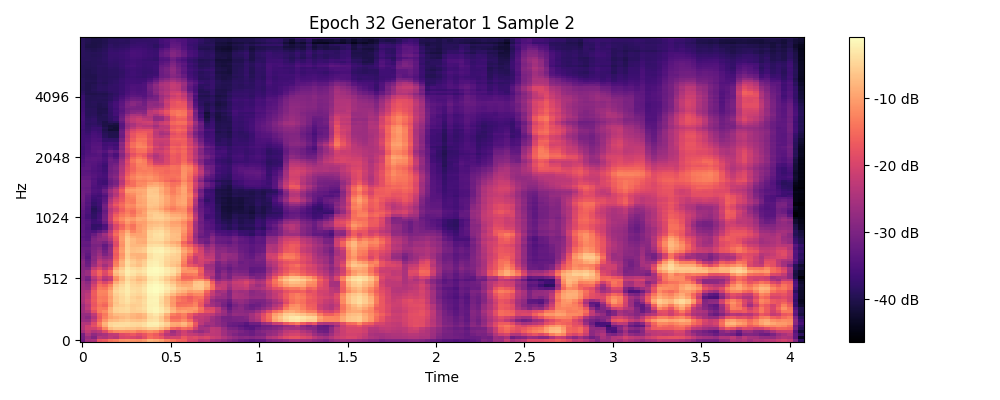 Epoch 32 Generator 1 Sample 2
4096
2048
1024
512
0
Hz
0 0.5 1 1.5 2 2.5 3 3.5 4
Time
-10 dB
-20 dB
-30 dB
-40 dB